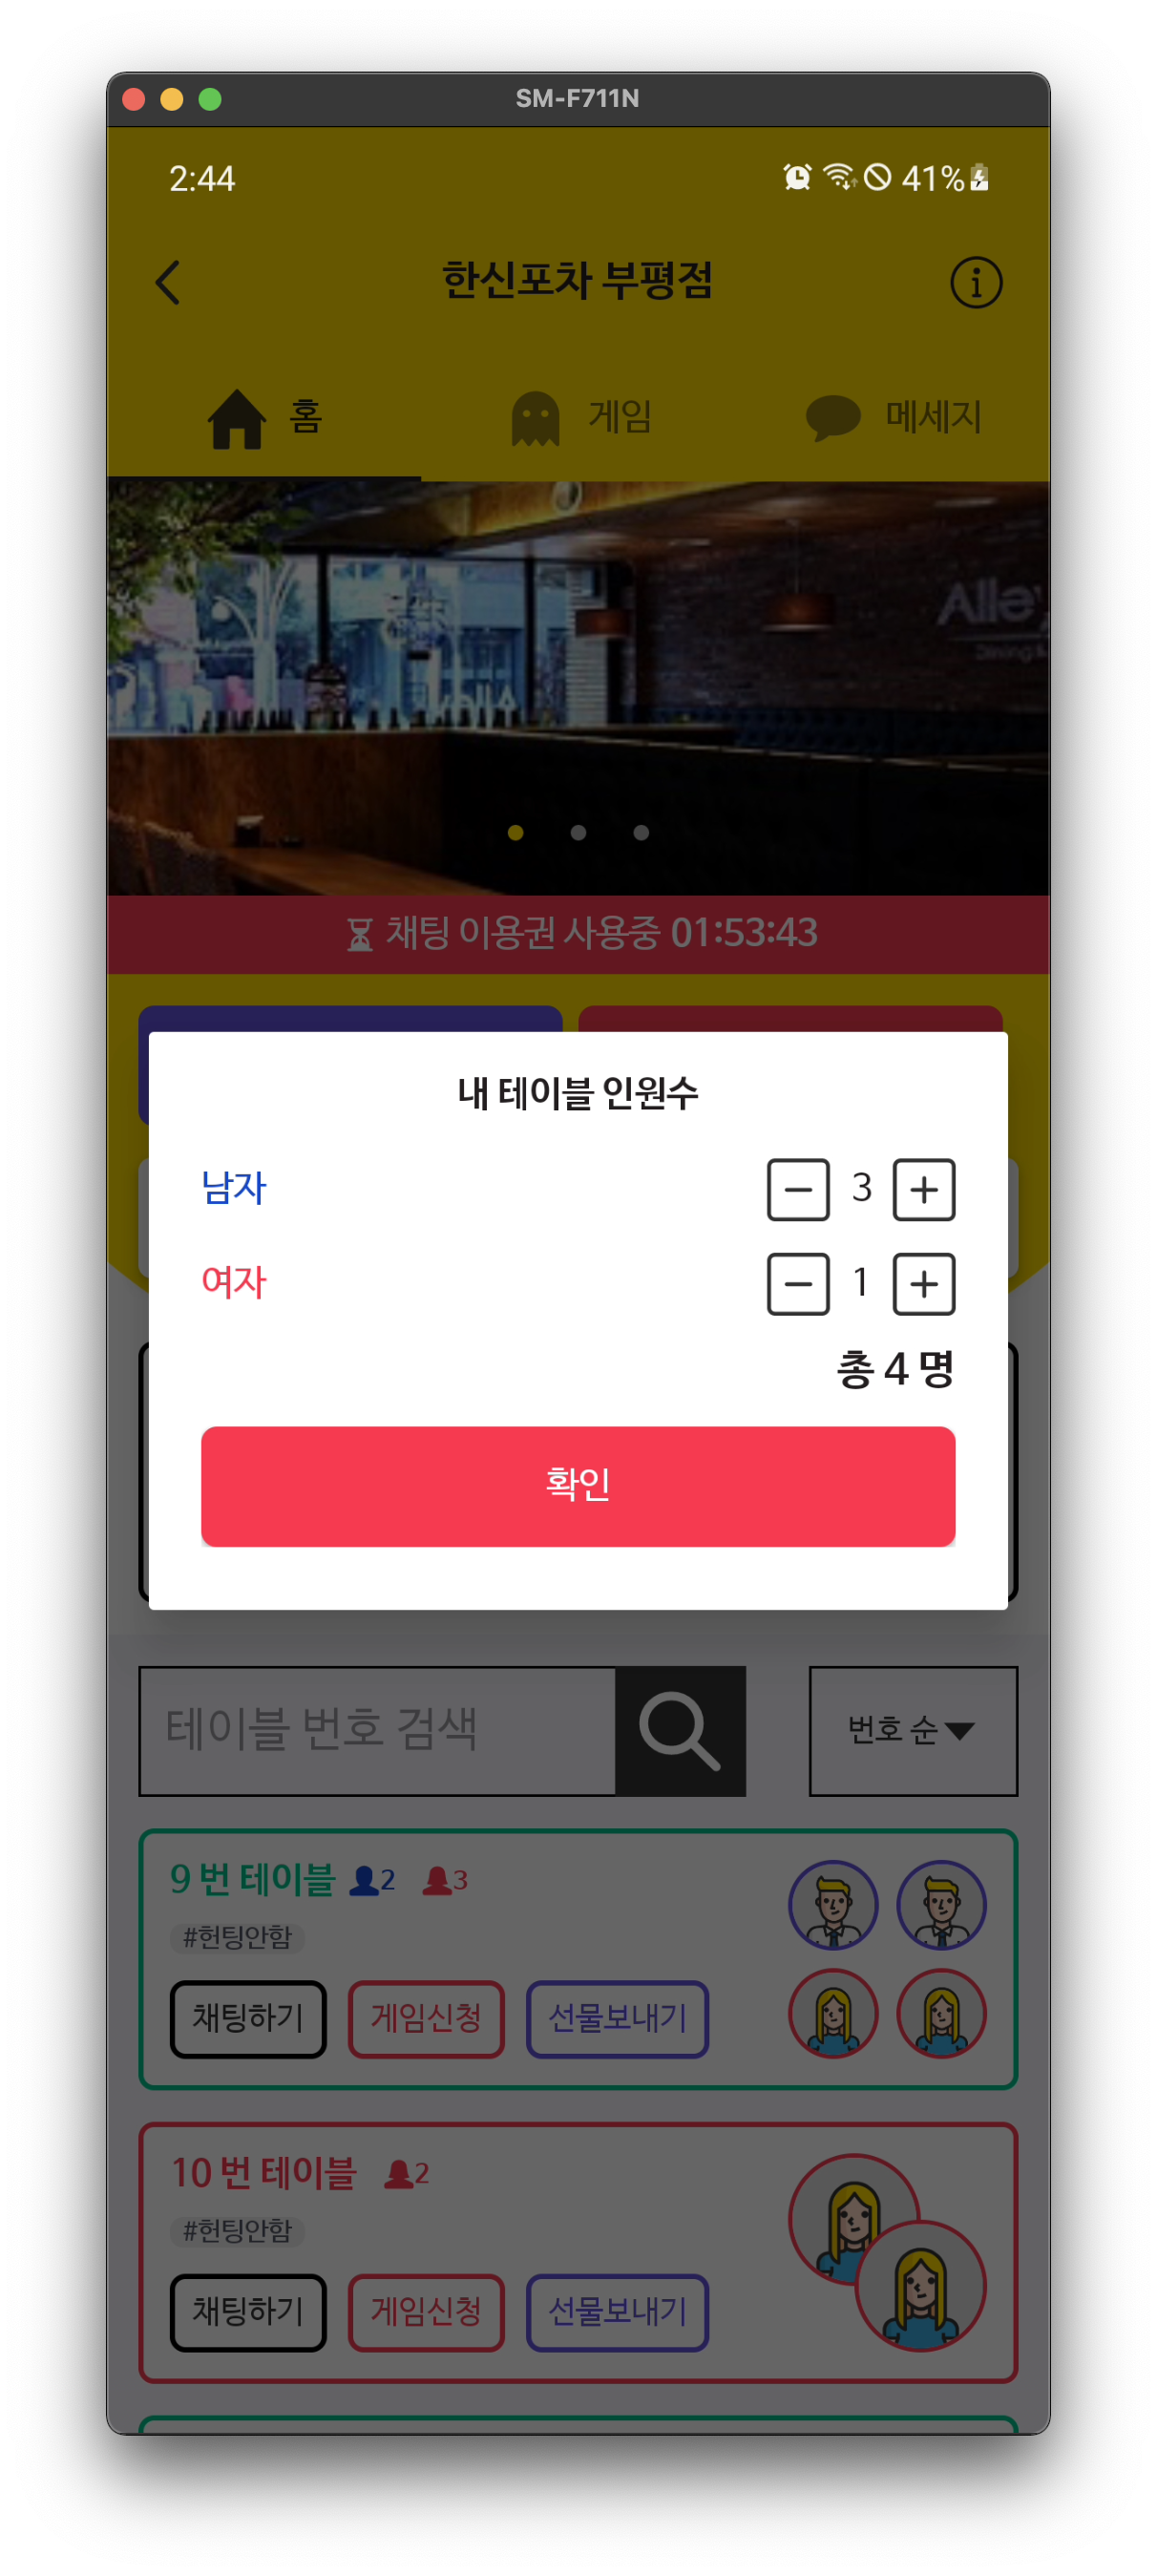 SM-F711N
2:44
41%
한신포차 부평점
홈
게임
메세지
Alley
Dining
채팅 이용권 사용중 01:53:43
내 테이블 인원수
남자
3
여자
1
총 4 명
확인
테이블 번호 검색
번호 순
9 번 테이블 2 3
#헌팅안함
채팅하기
게임신청
선물보내기
10 번 테이블 2
#헌팅안함
채팅하기
게임신청
선물보내기